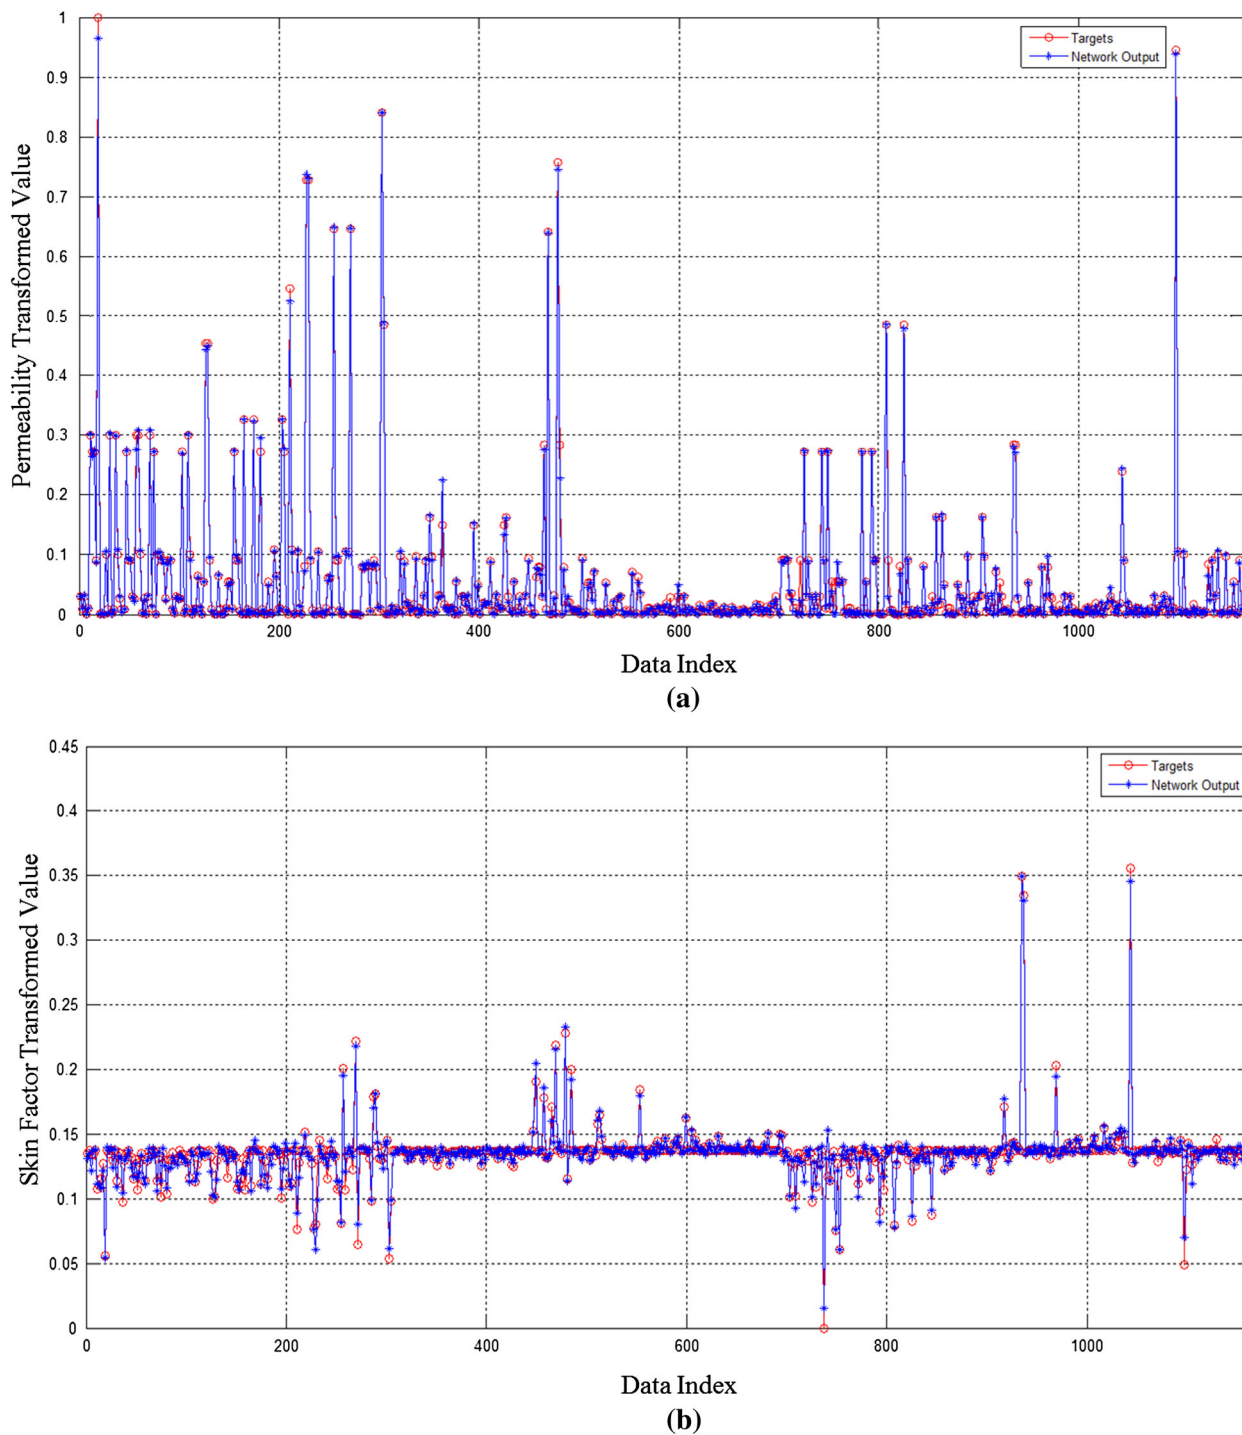 1
0.9
0.8
0.7
0.6
0.5
0.4
0.3
0.2
0.1
0
Permeability Transformed Value
Targets
Network Output
0 200 400 600 800 1000
Data Index
(a)
0.45
0.4
0.35
0.3
0.25
0.2
0.15
0.1
0.05
0
Skin Factor Transformed Value
Targets
Network Output
0 200 400 600 800 1000
Data Index
(b)